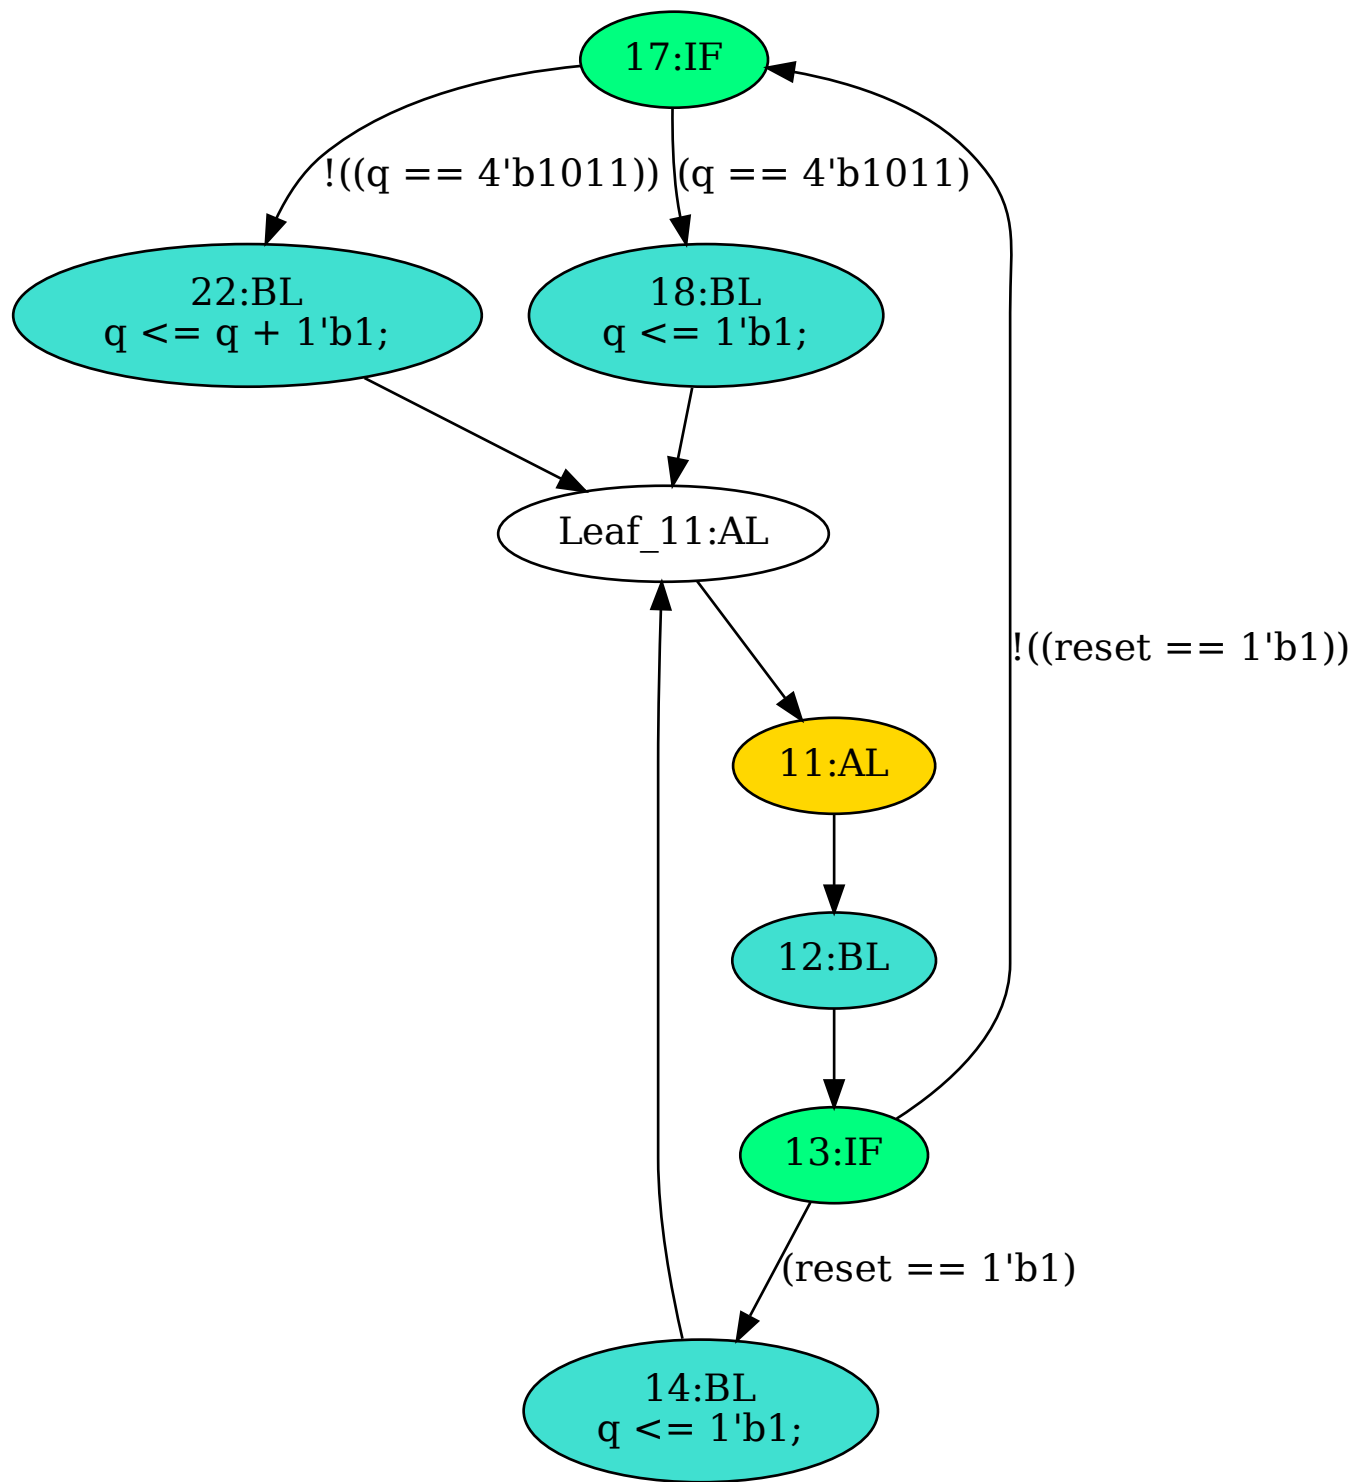 17:IF
!((q == 4'b1011))
(q == 4'b1011)
22:BL
q <= q + 1'b1;
18:BL
q <= 1'b1;
Leaf_11:AL
!((reset == 1'b1))
11:AL
12:BL
13:IF
(reset == 1'b1)
14:BL
q <= 1'b1;